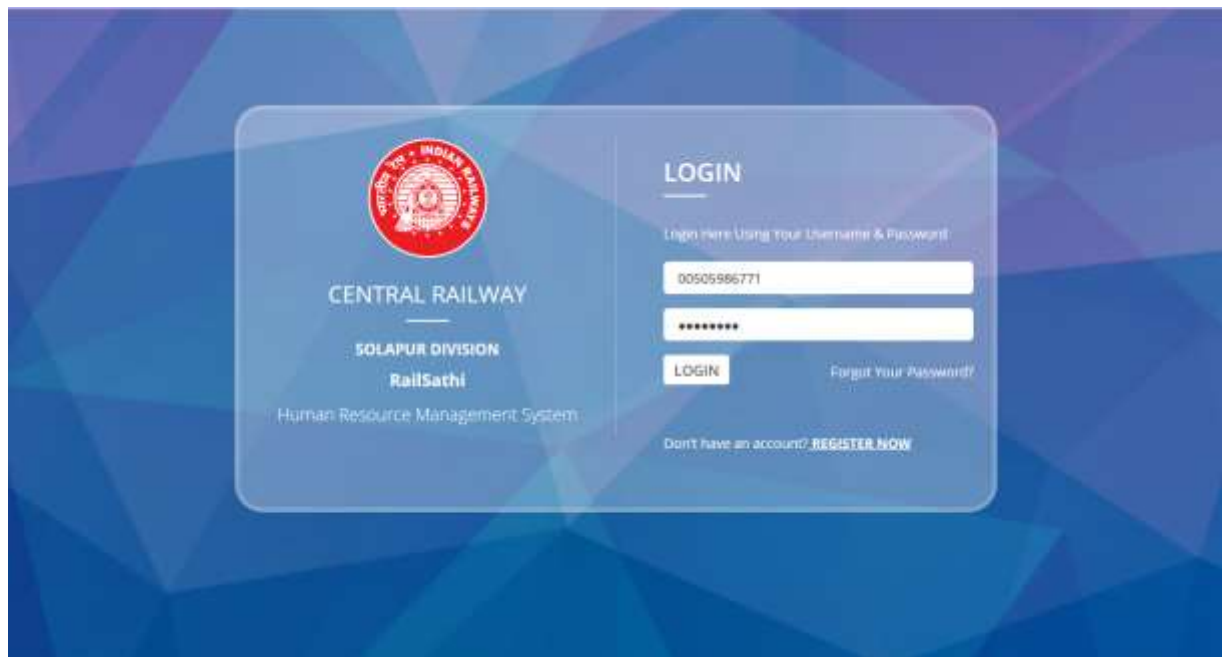 भारतीय रेल • INDIAN RAILWAYS
CENTRAL RAILWAY
SOLAPUR DIVISION
RailSathi
Human Resource Management System
LOGIN
Login Here Using Your Username & Password
00505986771
••••••••
LOGIN
Forgot Your Password?
Don't have an account? REGISTER NOW